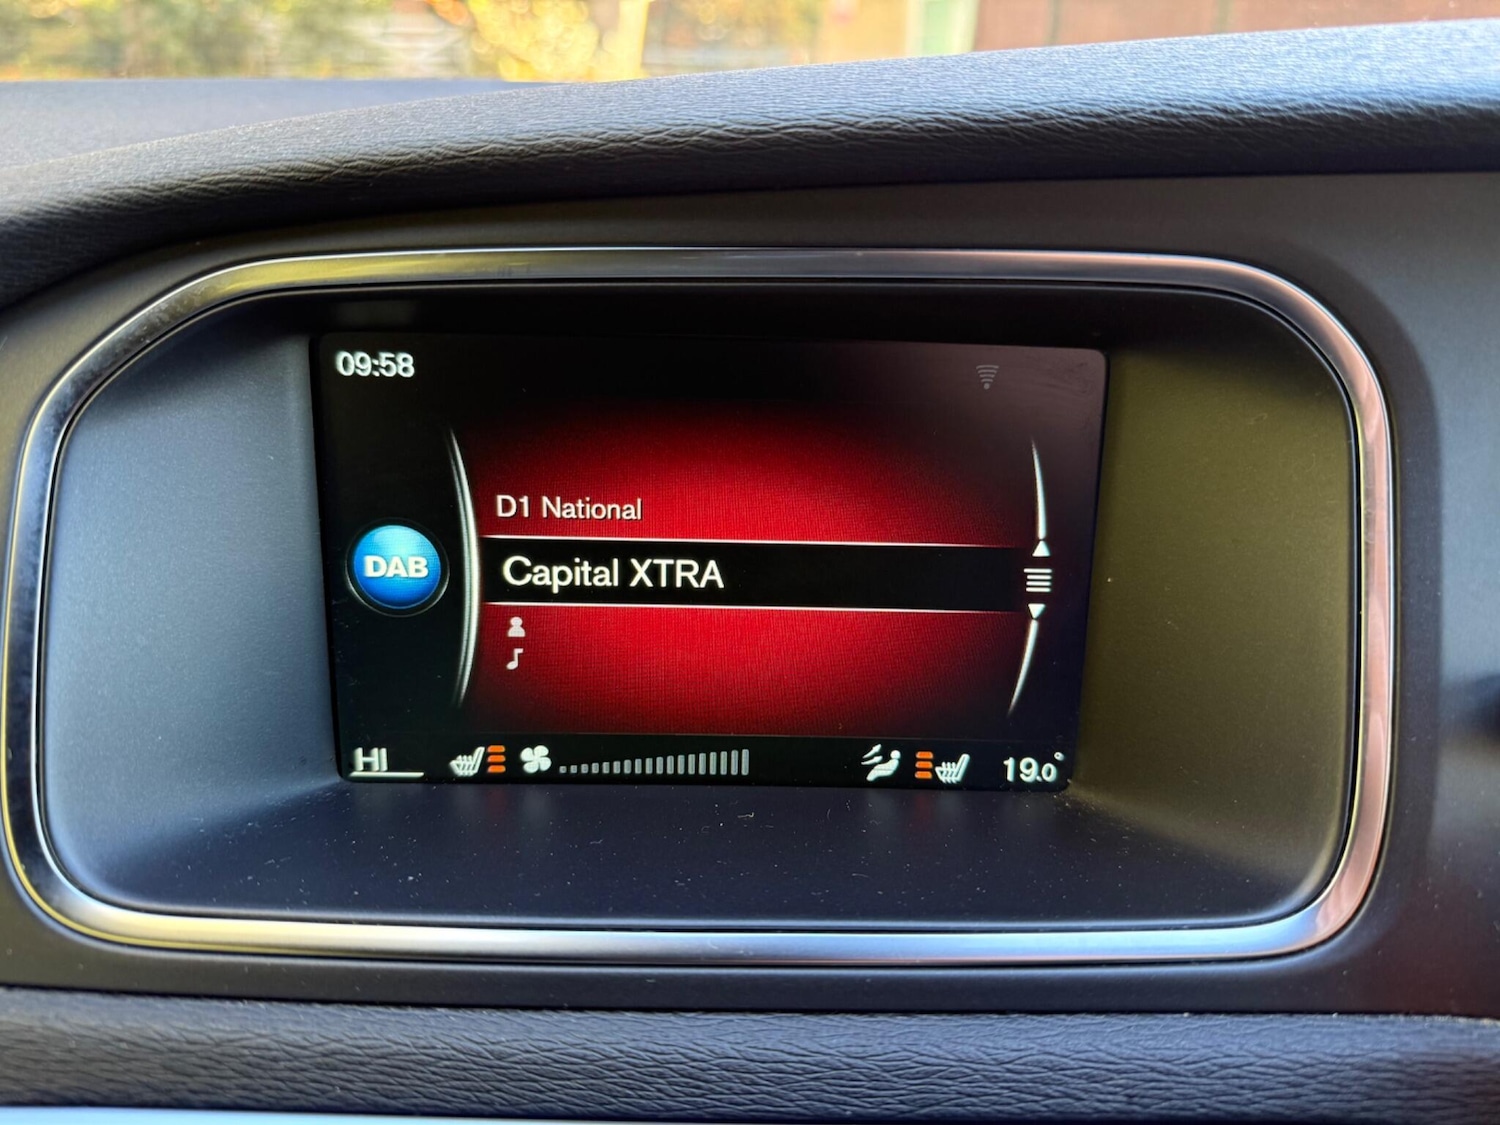 09:58
D1 National
DAB
Capital XTRA
HI
19.0°